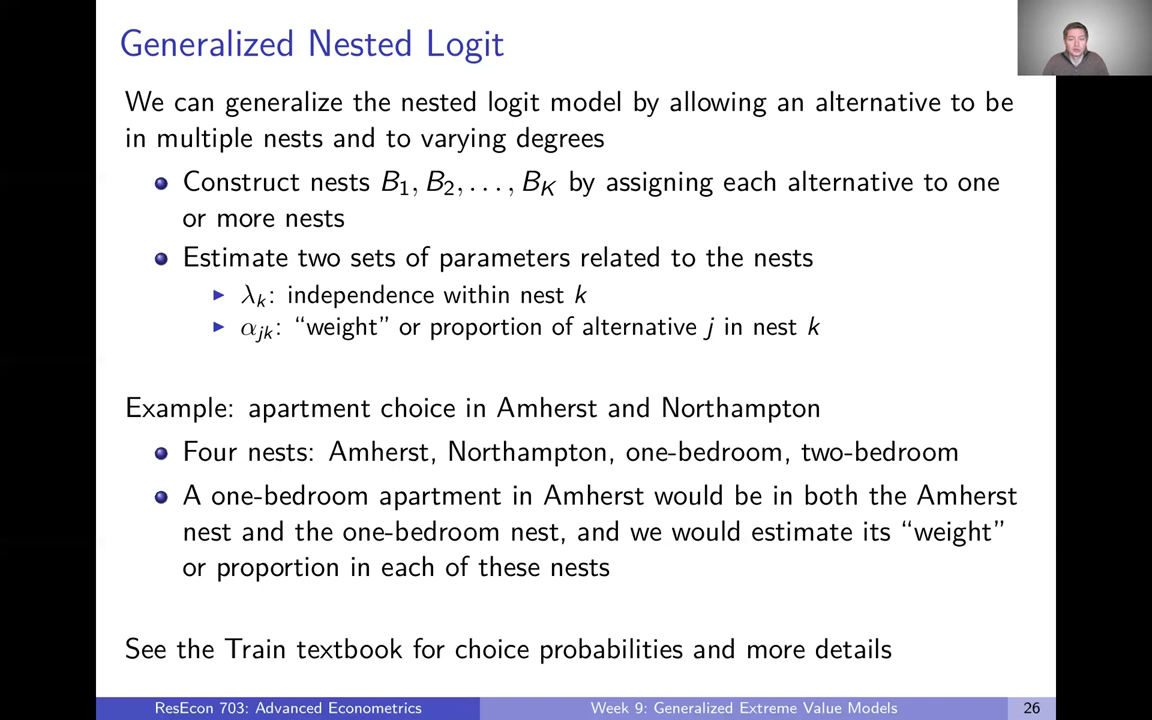 Generalized Nested Logit
We can generalize the nested logit model by allowing an alternative to be
in multiple nests and to varying degrees
Construct nests B₁, B₂, . . . , B_K by assigning each alternative to one
or more nests
Estimate two sets of parameters related to the nests
λₖ: independence within nest k
α_jk: “weight” or proportion of alternative j in nest k
Example: apartment choice in Amherst and Northampton
Four nests: Amherst, Northampton, one-bedroom, two-bedroom
A one-bedroom apartment in Amherst would be in both the Amherst
nest and the one-bedroom nest, and we would estimate its “weight”
or proportion in each of these nests
See the Train textbook for choice probabilities and more details
ResEcon 703: Advanced Econometrics
Week 9: Generalized Extreme Value Models
26